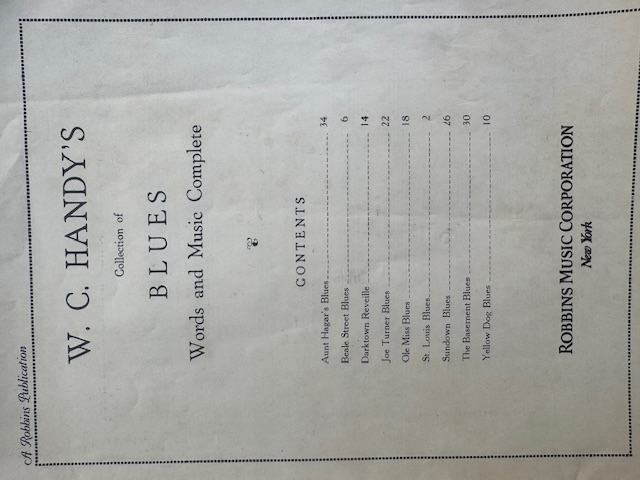 A Robbins Publication
W. C. HANDY'S
Collection of
BLUES
Words and Music Complete
CONTENTS
Aunt Hagar's Blues 34
Beale Street Blues 6
Darktown Reveille 14
Joe Turner Blues 22
Ole Miss Blues 18
St. Louis Blues 2
Sundown Blues 26
The Basement Blues 30
Yellow Dog Blues 10
ROBBINS MUSIC CORPORATION
New York